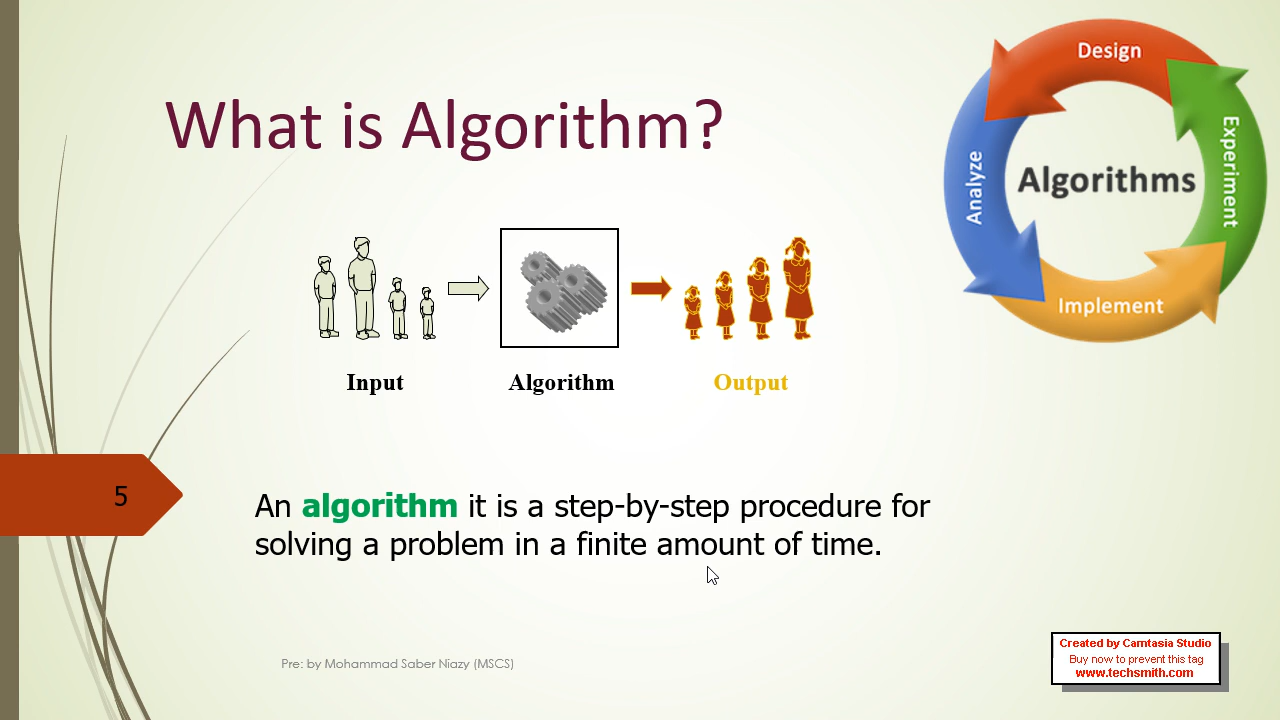 What is Algorithm?
Design
Experiment
Analyze
Algorithms
Implement
Input
Algorithm
Output
5
An algorithm it is a step-by-step procedure for
solving a problem in a finite amount of time.
Pre: by Mohammad Saber Niazy (MSCS)
Created by Camtasia Studio
Buy now to prevent this tag
www.techsmith.com